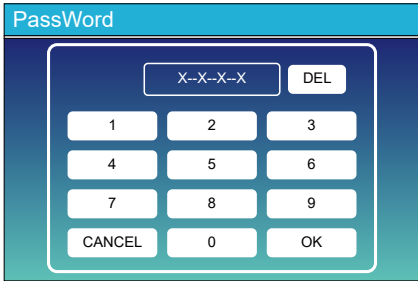 PassWord
X--X--X--X DEL
1 2 3
4 5 6
7 8 9
CANCEL 0 OK